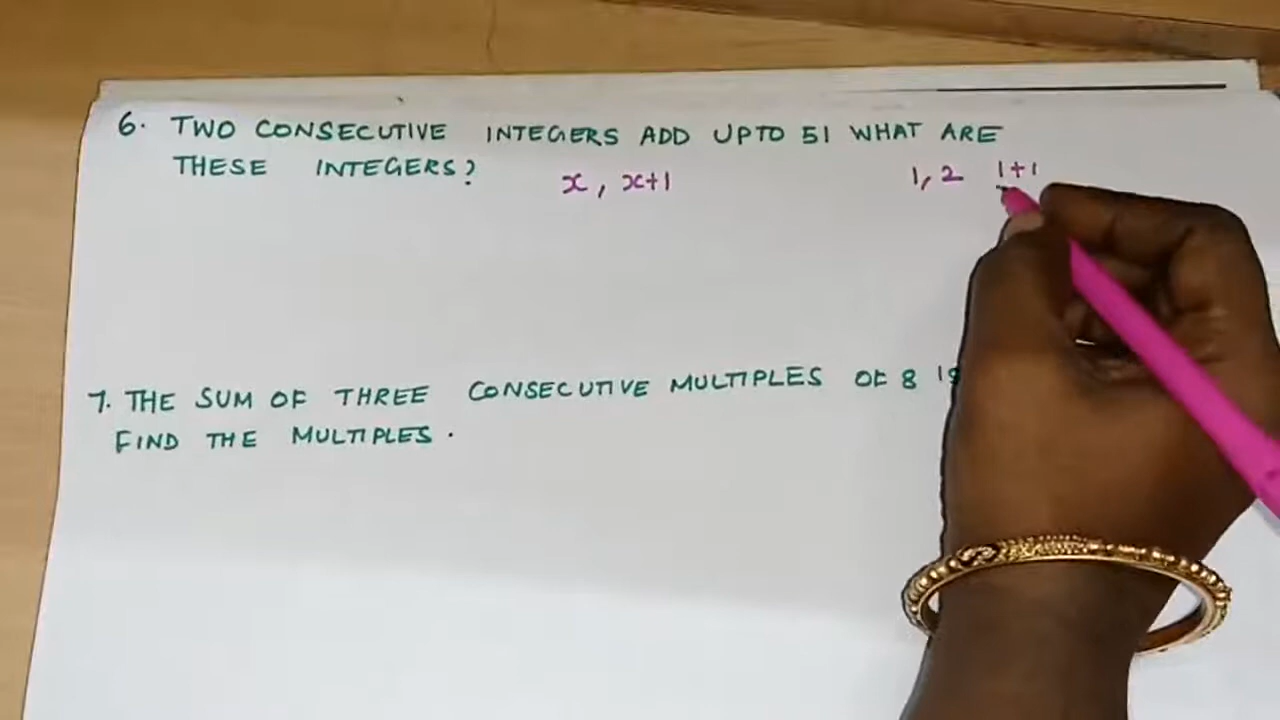 6. TWO CONSECUTIVE INTEGERS ADD UPTO 51 WHAT ARE
THESE INTEGERS?
x, x+1
1, 2 1+1
7. THE SUM OF THREE CONSECUTIVE MULTIPLES OF 8 IS
FIND THE MULTIPLES.